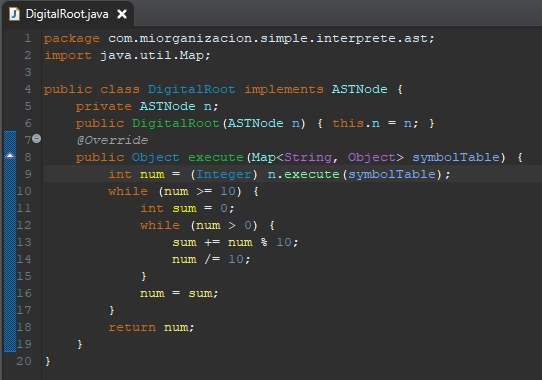 DigitalRoot.java
1 package com.miorganizacion.simple.interprete.ast;
2 import java.util.Map;
3
4 public class DigitalRoot implements ASTNode {
5     private ASTNode n;
6     public DigitalRoot(ASTNode n) { this.n = n; }
7     @Override
8     public Object execute(Map<String, Object> symbolTable) {
9         int num = (Integer) n.execute(symbolTable);
10         while (num >= 10) {
11             int sum = 0;
12             while (num > 0) {
13                 sum += num % 10;
14                 num /= 10;
15             }
16             num = sum;
17         }
18         return num;
19     }
20 }